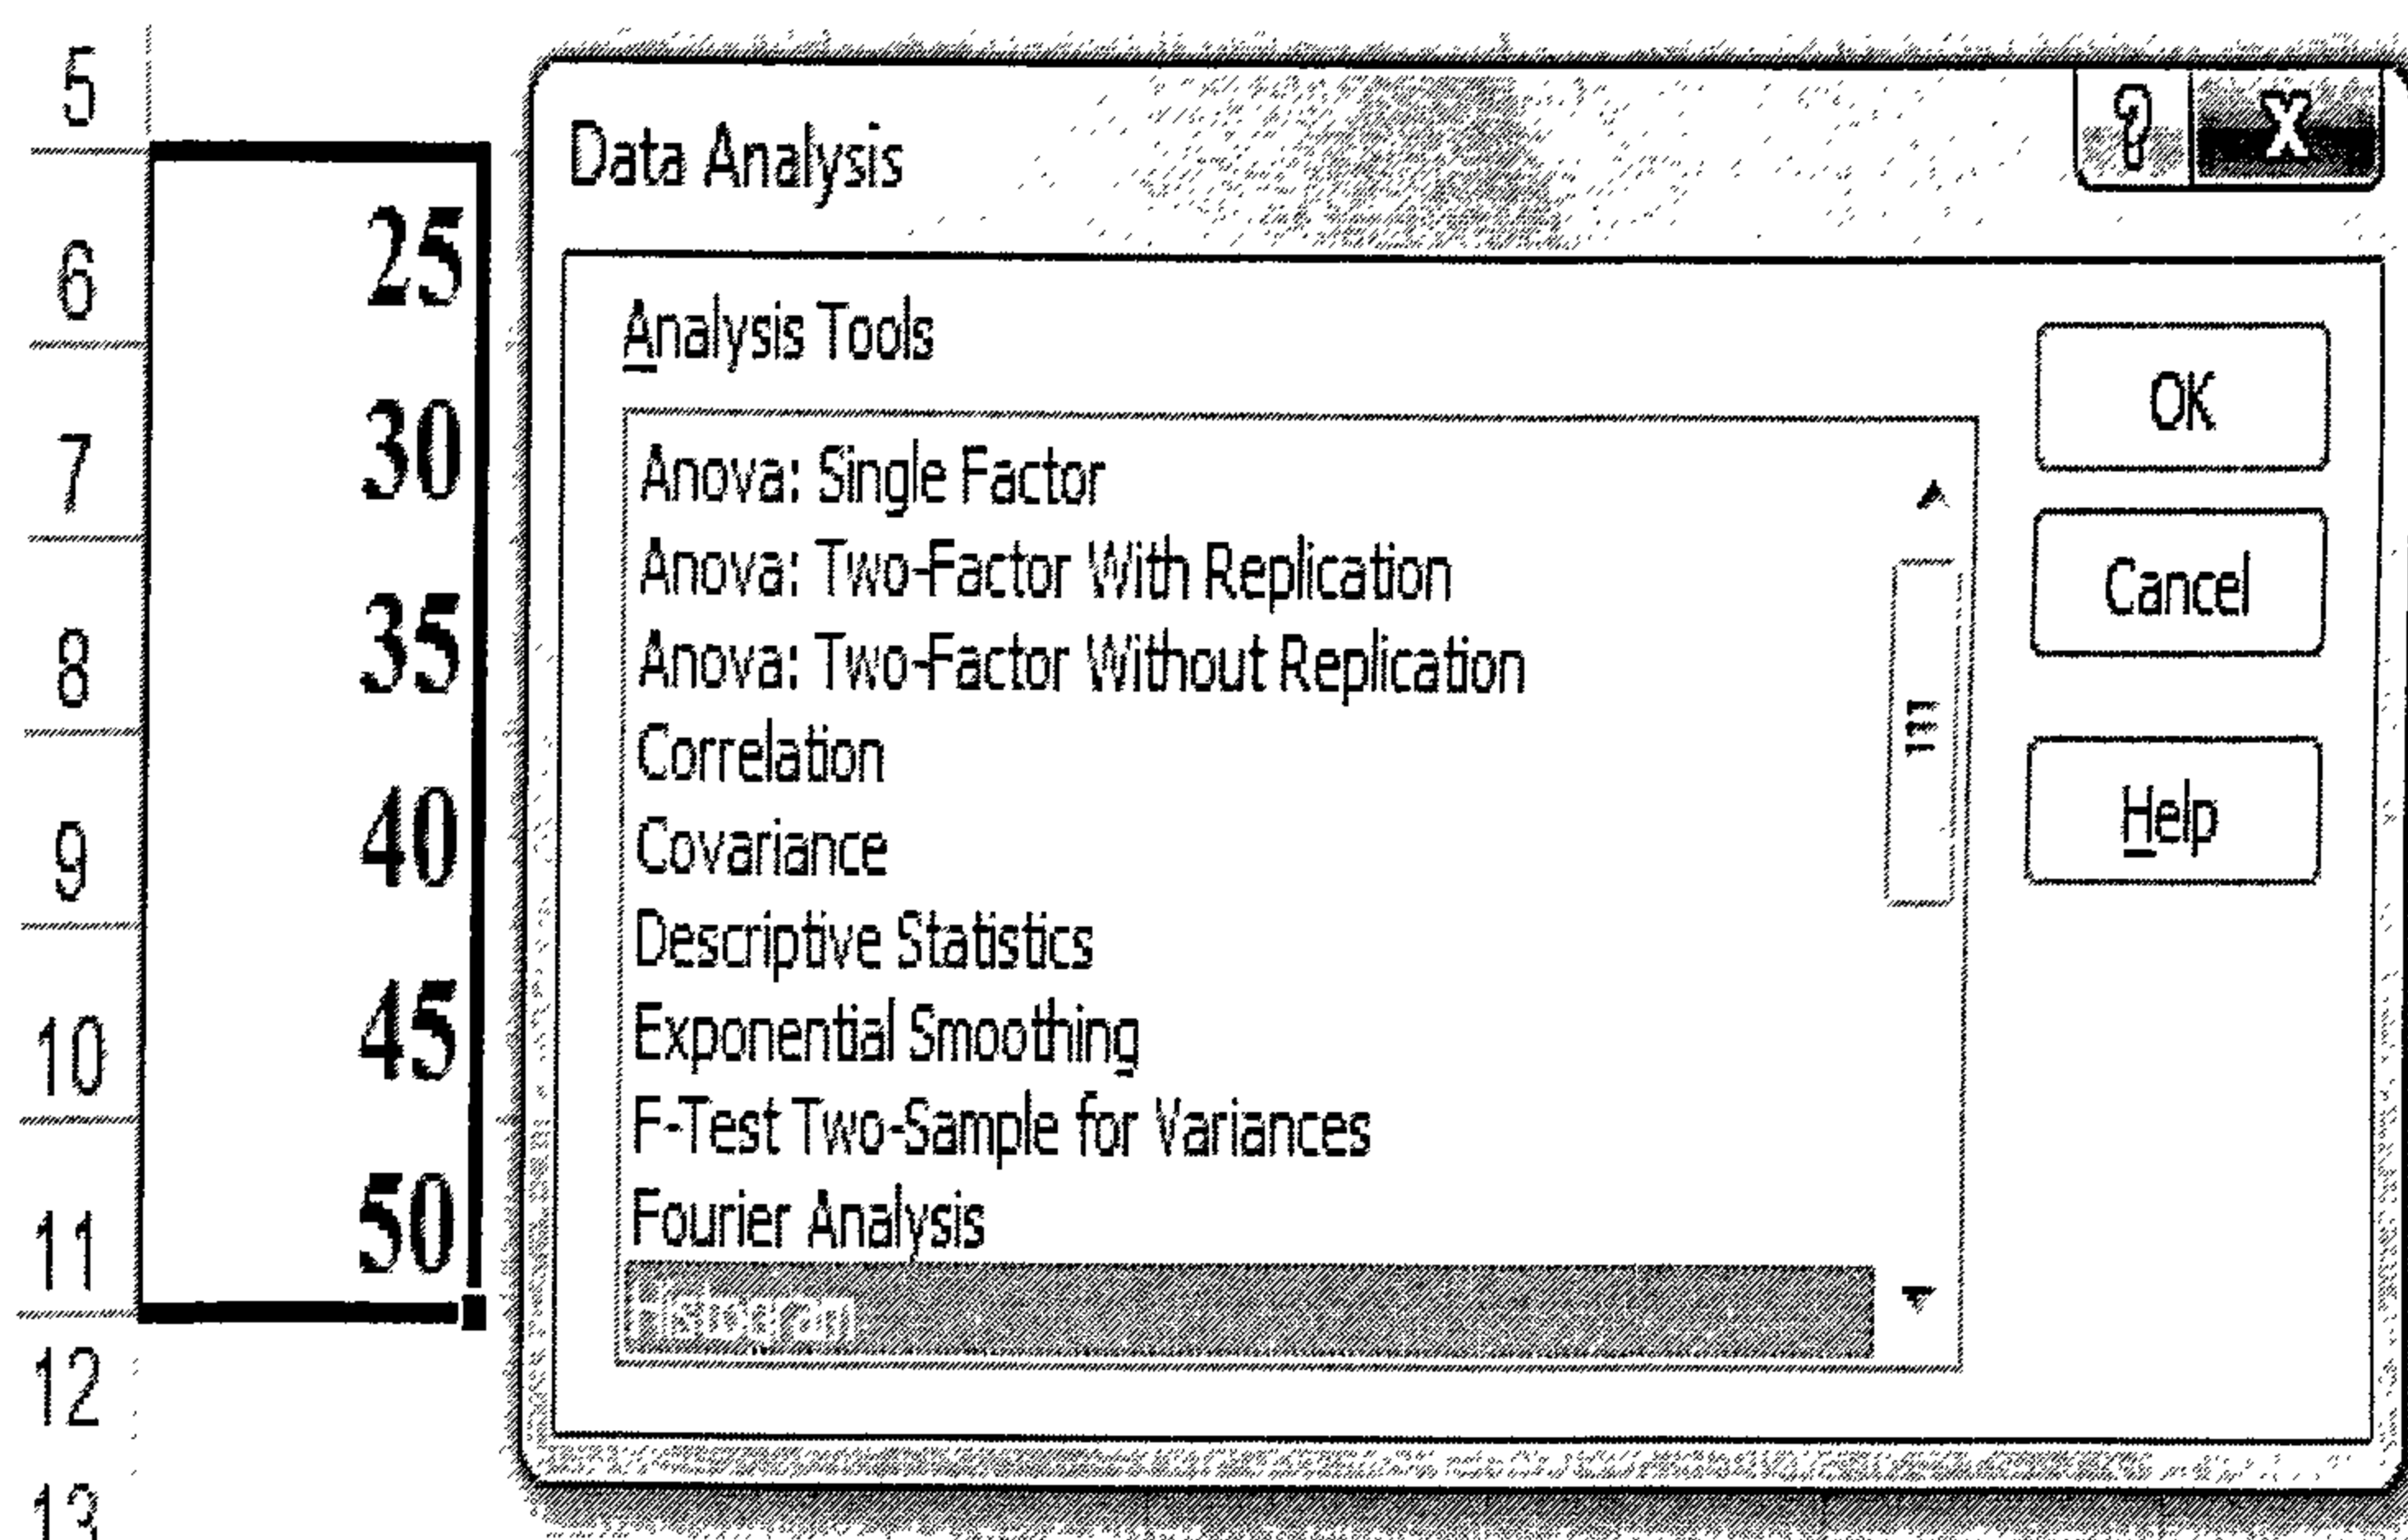 5
6 25
7 30
8 35
9 40
10 45
11 50
12
13
Data Analysis
? X
Analysis Tools
Anova: Single Factor
Anova: Two-Factor With Replication
Anova: Two-Factor Without Replication
Correlation
Covariance
Descriptive Statistics
Exponential Smoothing
F-Test Two-Sample for Variances
Fourier Analysis
Histogram
OK
Cancel
Help